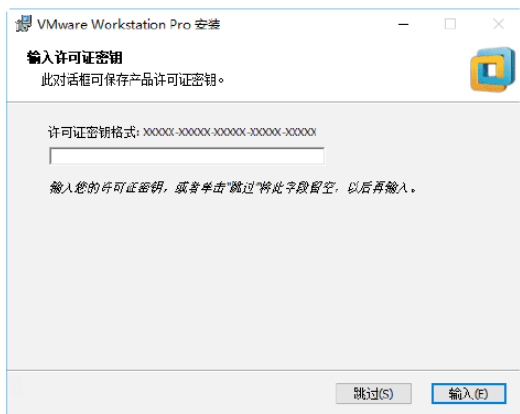 VMware Workstation Pro 安装
输入许可证密钥
此对话框可保存产品许可证密钥。
许可证密钥格式: XXXXX-XXXXX-XXXXX-XXXXX-XXXXX
输入您的许可证密钥，或者单击"跳过"将此字段留空，以后再输入。
跳过(S) 输入(E)